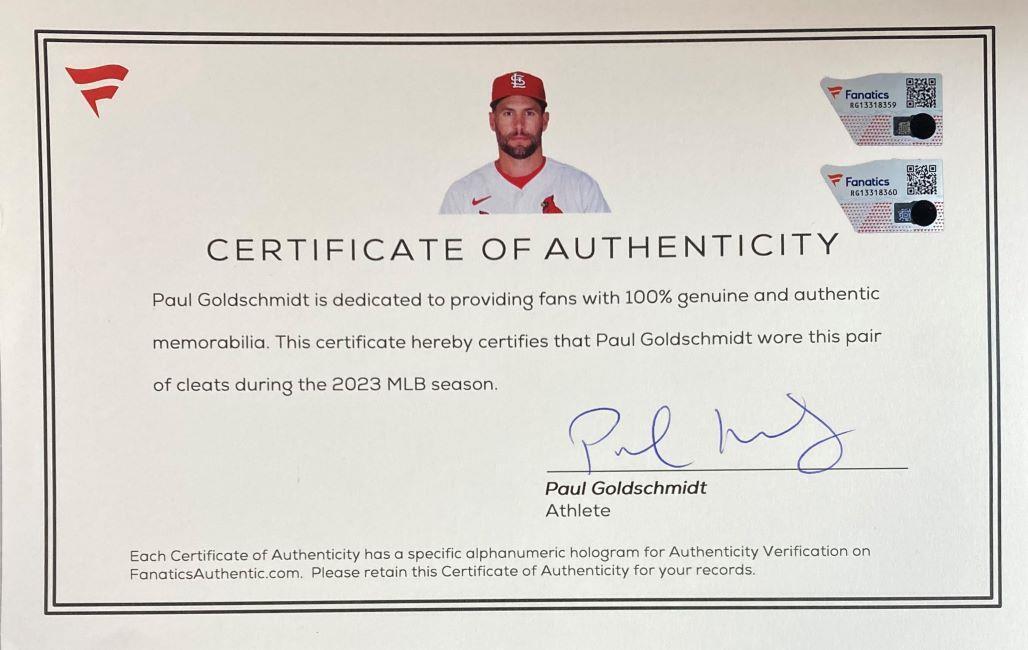 Fanatics
RG13318359
Fanatics
RG13318360
CERTIFICATE OF AUTHENTICITY
Paul Goldschmidt is dedicated to providing fans with 100% genuine and authentic
memorabilia. This certificate hereby certifies that Paul Goldschmidt wore this pair
of cleats during the 2023 MLB season.
Paul Goldschmidt
Athlete
Each Certificate of Authenticity has a specific alphanumeric hologram for Authenticity Verification on
FanaticsAuthentic.com. Please retain this Certificate of Authenticity for your records.